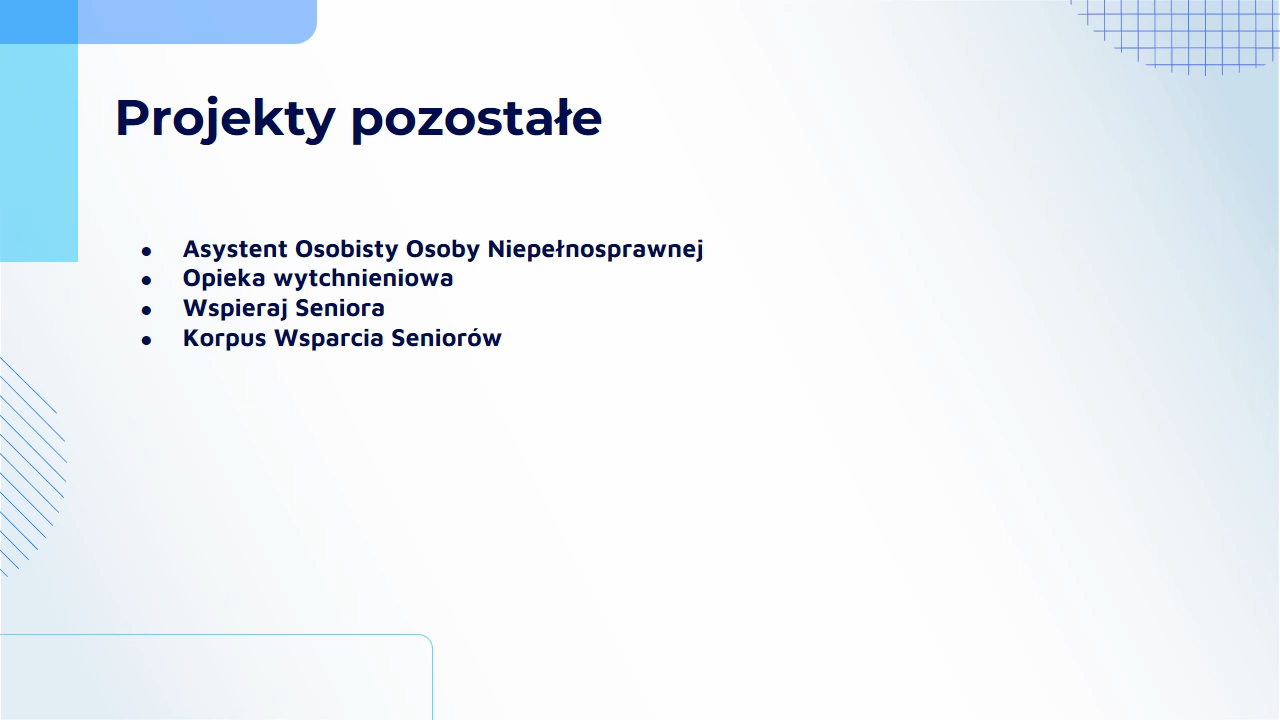 Projekty pozostałe
● Asystent Osobisty Osoby Niepełnosprawnej
● Opieka wytchnieniowa
● Wspieraj Seniora
● Korpus Wsparcia Seniorów